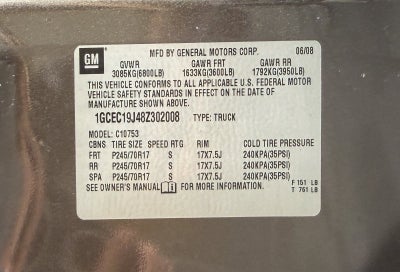 GM
MFD BY GENERAL MOTORS CORP. 06/08
GVWR GAWR FRT GAWR RR
3085KG(6800LB) 1633KG(3600LB) 1792KG(3950LB)
THIS VEHICLE CONFORMS TO ALL APPLICABLE U.S. FEDERAL MOTOR
VEHICLE SAFETY STANDARDS IN EFFECT ON THE DATE OF
MANUFACTURE SHOWN ABOVE.
1GCEC19J48Z302008 TYPE: TRUCK
MODEL: C10753
CBNS TIRE SIZE SPEED RTG RIM COLD TIRE PRESSURE
FRT P245/70R17 S 17X7.5J 240KPA(35PSI)
RR P245/70R17 S 17X7.5J 240KPA(35PSI)
SPA P245/70R17 S 17X7.5J 240KPA(35PSI)
SEE OWNER'S MANUAL FOR MORE INFORMATION.
F 151 LB
T 761 LB